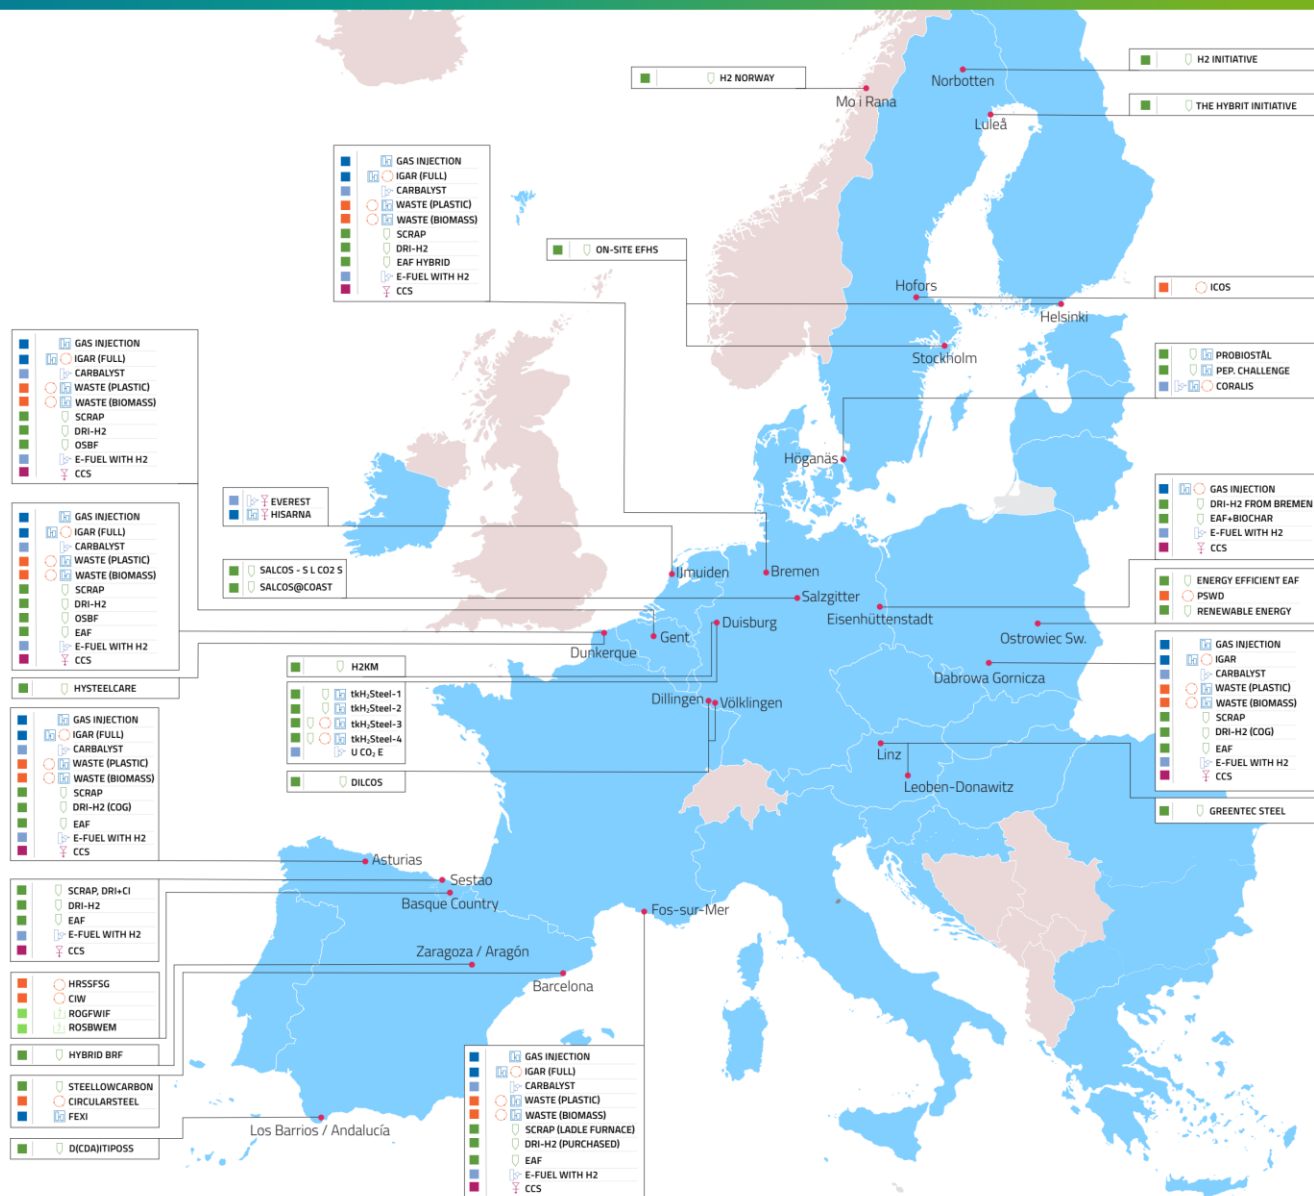 H2 INITIATIVE
H2 NORWAY
Norbotten
Mo i Rana
THE HYBRIT INITIATIVE
Luleå
GAS INJECTION
IGAR (FULL)
CARBALYST
WASTE (PLASTIC)
WASTE (BIOMASS)
SCRAP
DRI-H2
EAF HYBRID
E-FUEL WITH H2
CCS
ON-SITE EFHS
Hofors
ICOS
Helsinki
Stockholm
GAS INJECTION
IGAR (FULL)
CARBALYST
WASTE (PLASTIC)
WASTE (BIOMASS)
SCRAP
DRI-H2
OSBF
E-FUEL WITH H2
CCS
PROBIOSTÅL
PEP. CHALLENGE
CORALIS
Höganäs
EVEREST
HISARNA
GAS INJECTION
DRI-H2 FROM BREMEN
EAF+BIOCHAR
E-FUEL WITH H2
CCS
GAS INJECTION
IGAR (FULL)
CARBALYST
WASTE (PLASTIC)
WASTE (BIOMASS)
SCRAP
DRI-H2
OSBF
EAF
E-FUEL WITH H2
CCS
SALCOS - S L CO2 S
SALCOS@COAST
IJmuiden
Bremen
Salzgitter
Eisenhüttenstadt
ENERGY EFFICIENT EAF
PSWD
RENEWABLE ENERGY
Duisburg
Gent
Dunkerque
Ostrowiec Sw.
Dabrowa Gornicza
HYSTEELCARE
H2KM
tkH₂Steel-1
tkH₂Steel-2
tkH₂Steel-3
tkH₂Steel-4
U CO₂ E
DILCOS
Dillingen
Völklingen
GAS INJECTION
IGAR
CARBALYST
WASTE (PLASTIC)
WASTE (BIOMASS)
SCRAP
DRI-H2 (COG)
EAF
E-FUEL WITH H2
CCS
Linz
Leoben-Donawitz
GREENTEC STEEL
GAS INJECTION
IGAR (FULL)
CARBALYST
WASTE (PLASTIC)
WASTE (BIOMASS)
SCRAP
DRI-H2 (COG)
EAF
E-FUEL WITH H2
CCS
Asturias
Sestao
Basque Country
Fos-sur-Mer
SCRAP, DRI+CI
DRI-H2
EAF
E-FUEL WITH H2
CCS
Zaragoza / Aragón
Barcelona
HRSSFSG
CIW
ROGFWIF
ROSBWEM
HYBRID BRF
STEELLOWCARBON
CIRCULARSTEEL
FEXI
Los Barrios / Andalucía
D(CDA)ITIPOSS
GAS INJECTION
IGAR (FULL)
CARBALYST
WASTE (PLASTIC)
WASTE (BIOMASS)
SCRAP (LADLE FURNACE)
DRI-H2 (PURCHASED)
EAF
E-FUEL WITH H2
CCS